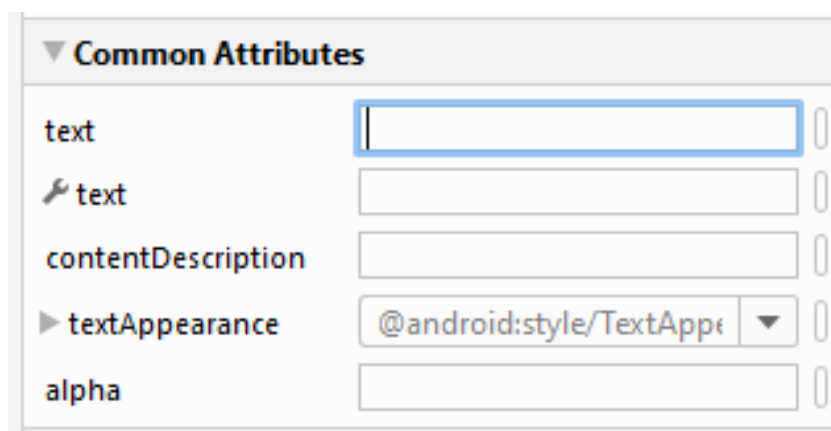 Common Attributes
text
text
contentDescription
textAppearance @android:style/TextAppe
alpha